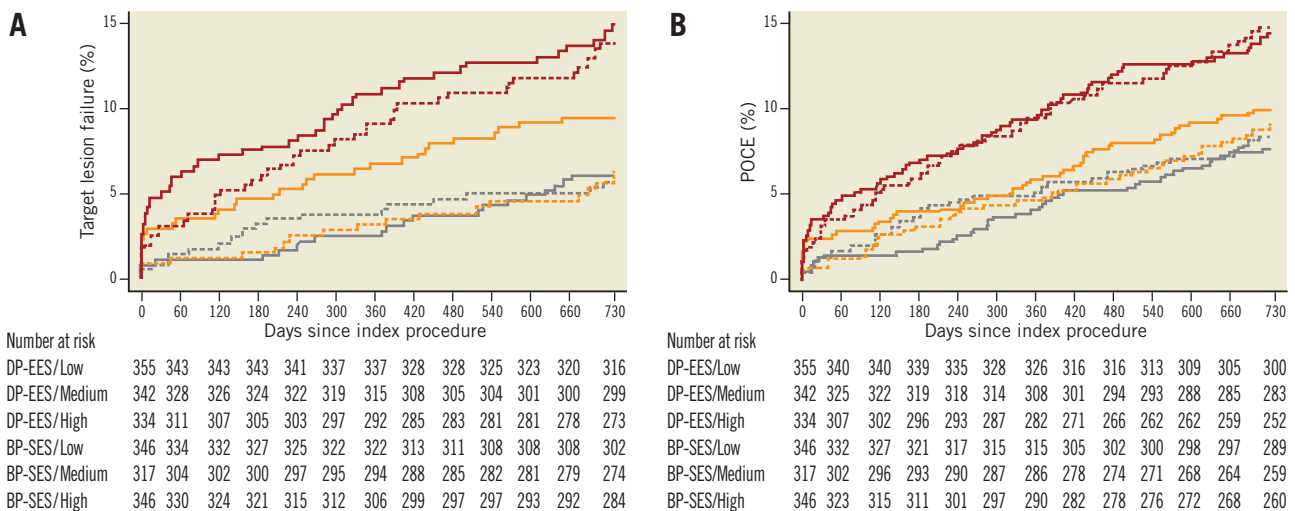 A
Target lesion failure (%)
15
10
5
0
0 60 120 180 240 300 360 420 480 540 600 660 730
Days since index procedure
Number at risk
DP-EES/Low 355 343 343 343 341 337 337 328 328 325 323 320 316
DP-EES/Medium 342 328 326 324 322 319 315 308 305 304 301 300 299
DP-EES/High 334 311 307 305 303 297 292 285 283 281 281 278 273
BP-SES/Low 346 334 332 327 325 322 322 313 311 308 308 308 302
BP-SES/Medium 317 304 302 300 297 295 294 288 285 282 281 279 274
BP-SES/High 346 330 324 321 315 312 306 299 297 297 293 292 284
B
POCE (%)
15
10
5
0
0 60 120 180 240 300 360 420 480 540 600 660 730
Days since index procedure
Number at risk
DP-EES/Low 355 340 340 339 335 328 326 316 316 313 309 305 300
DP-EES/Medium 342 325 322 319 318 314 308 301 294 293 288 285 283
DP-EES/High 334 307 302 296 293 287 282 271 266 262 262 259 252
BP-SES/Low 346 332 327 321 317 315 315 305 302 300 298 297 289
BP-SES/Medium 317 302 296 293 290 287 286 278 274 271 268 264 259
BP-SES/High 346 323 315 311 301 297 290 282 278 276 272 268 260